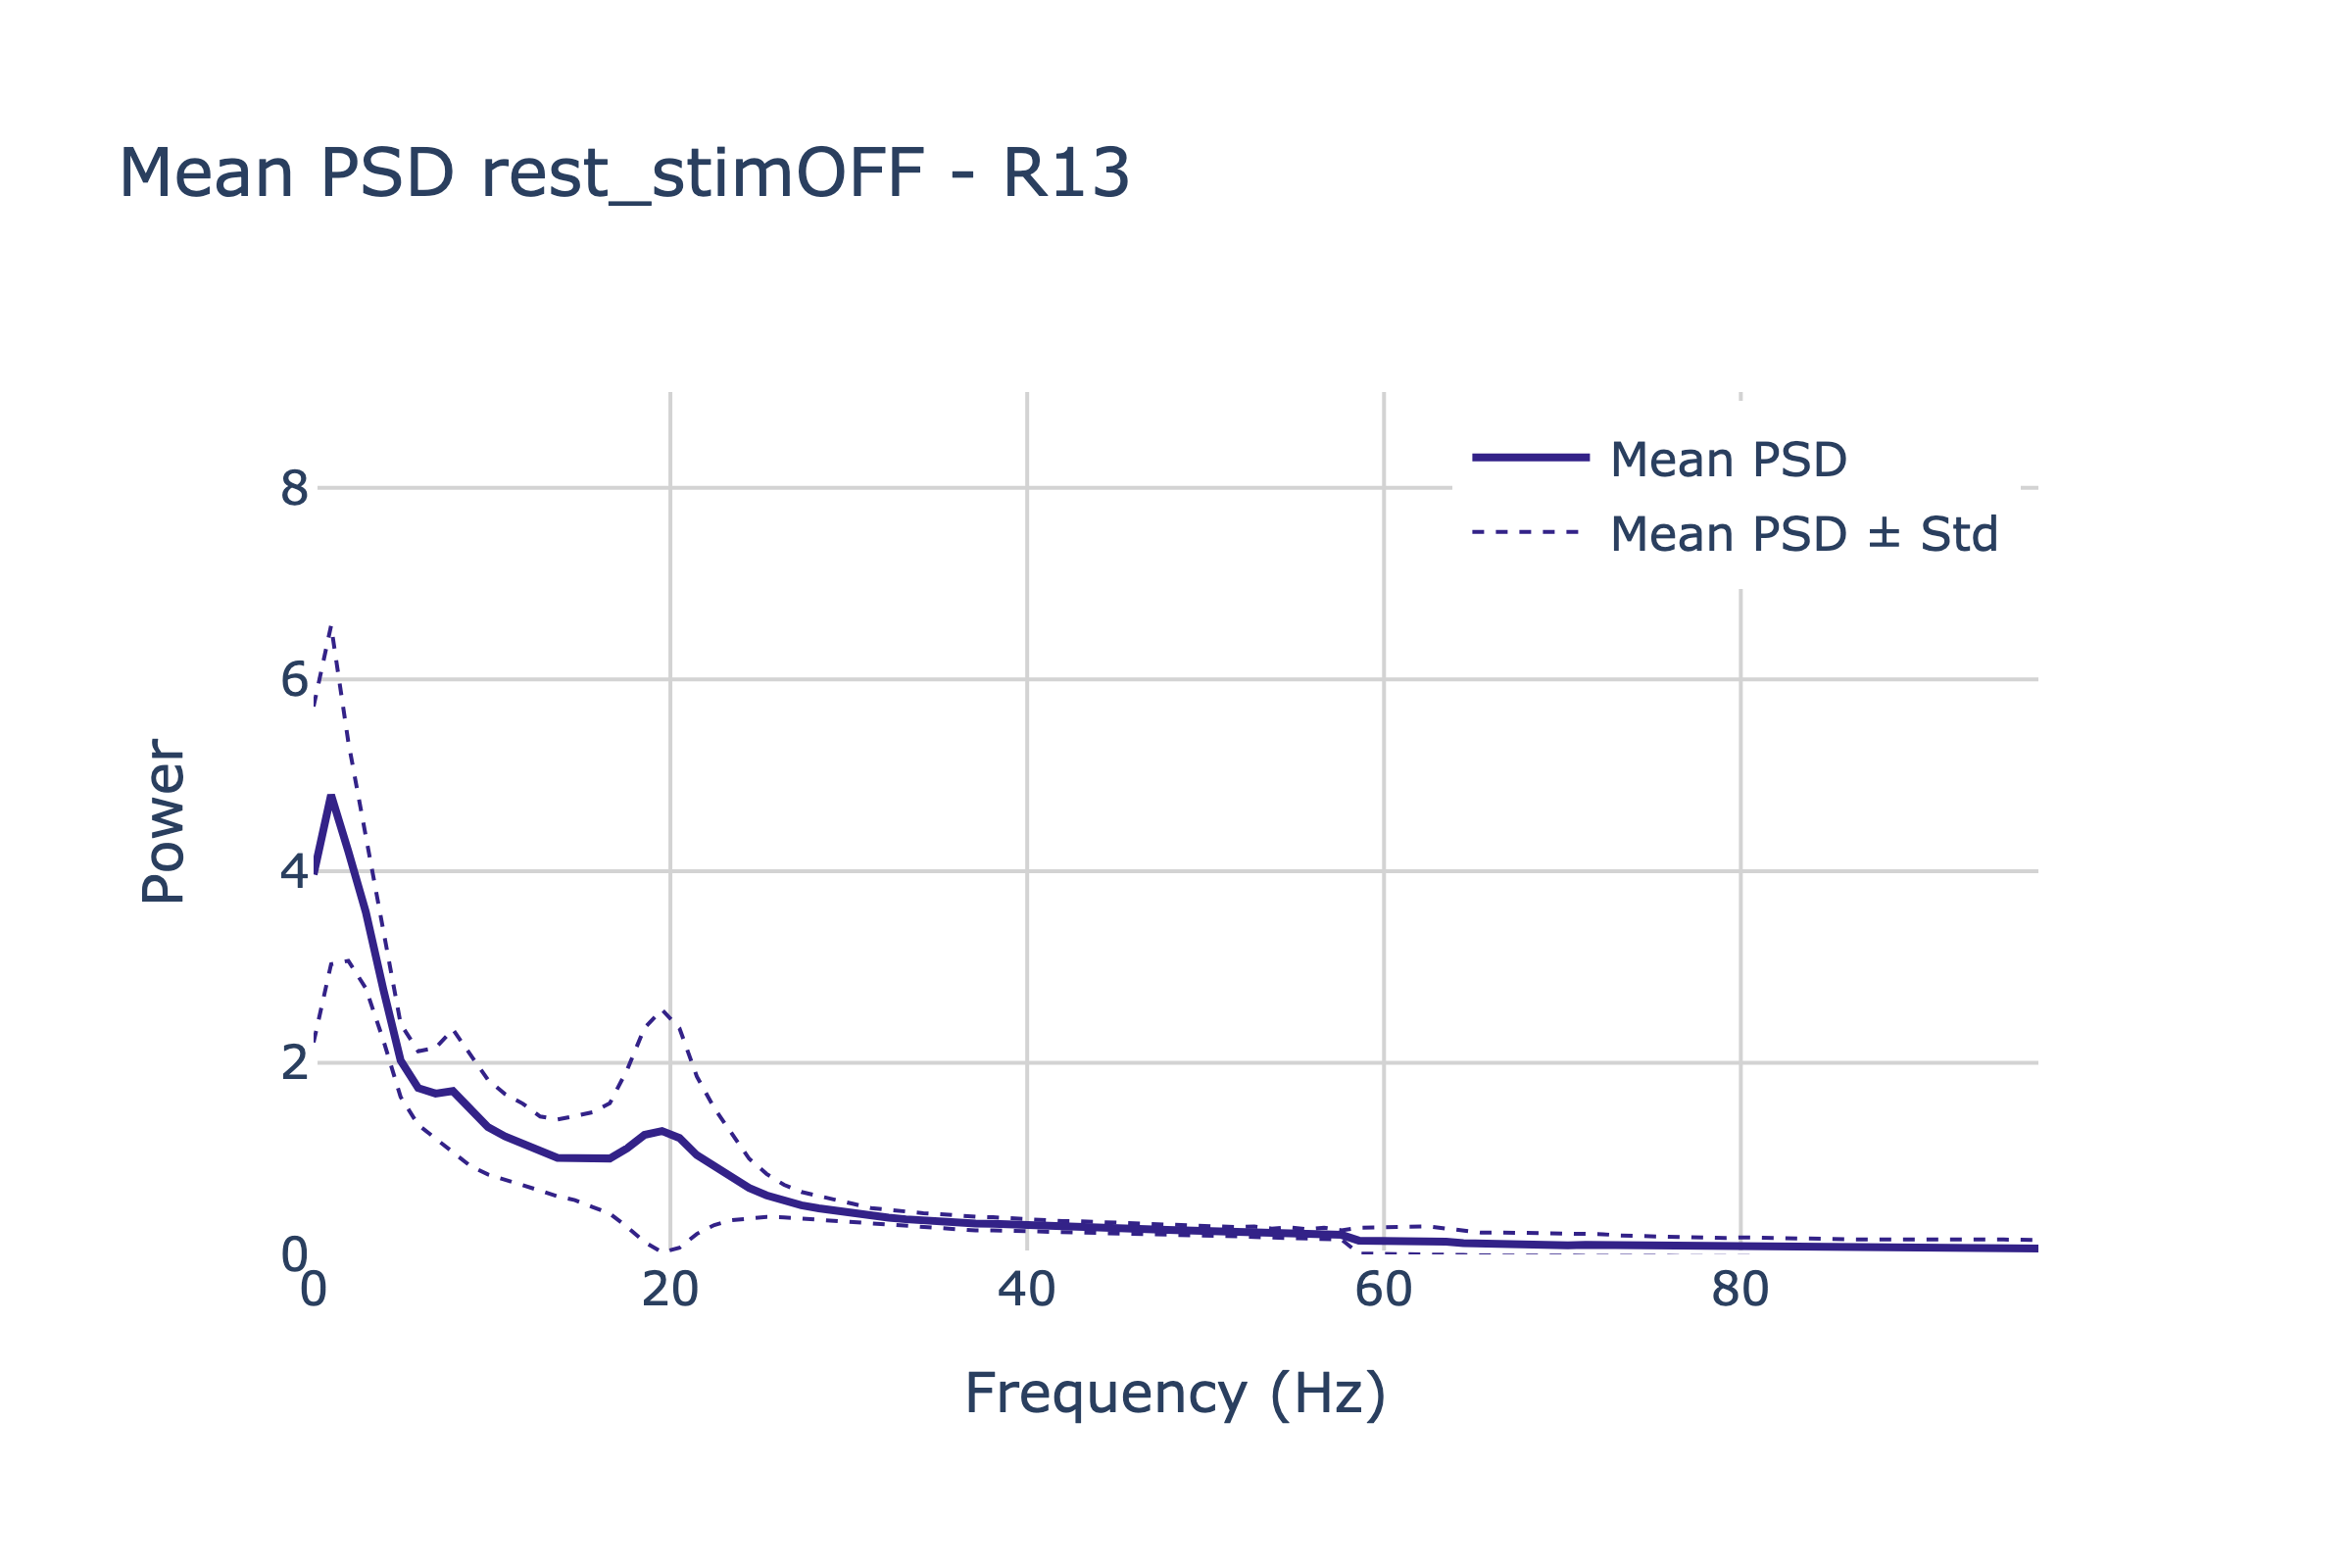 Mean PSD rest_stimOFF - R13
Mean PSD
Mean PSD ± Std
8
6
4
2
0
Power
0 20 40 60 80
Frequency (Hz)